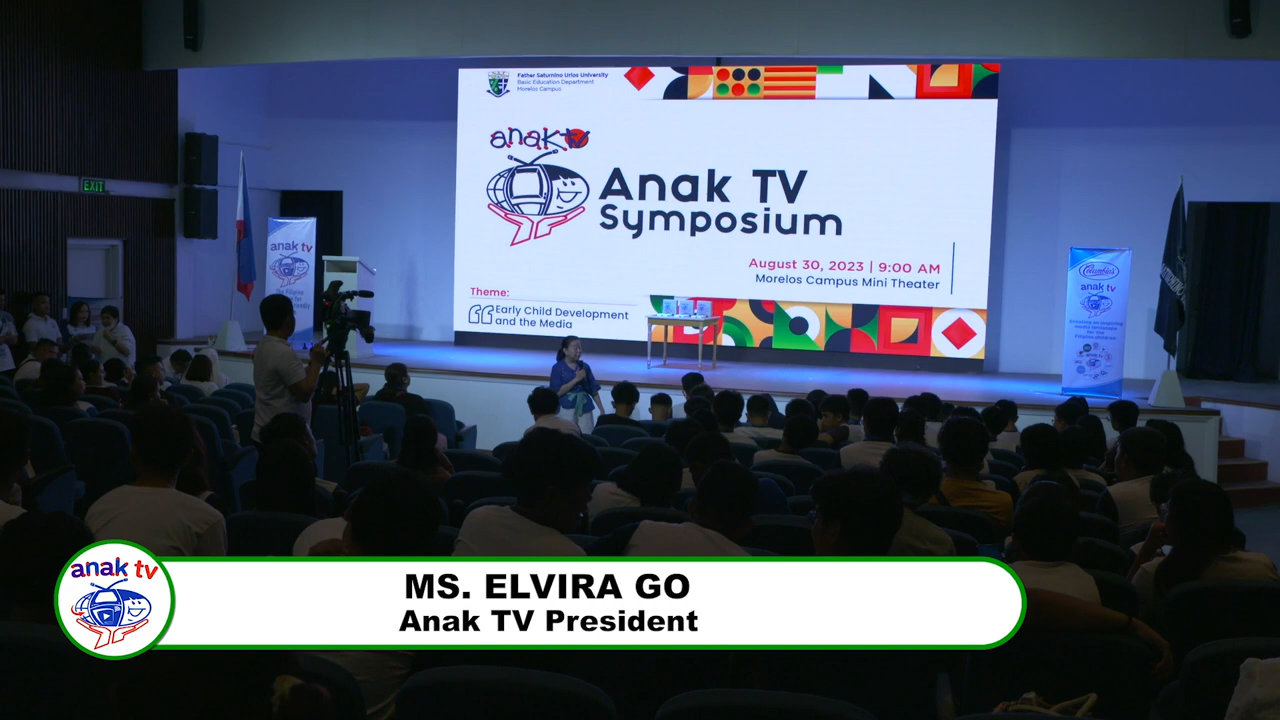 Father Saturnino Urios University
Basic Education Department
Morelos Campus
anak tv
Anak TV
Symposium
August 30, 2023 | 9:00 AM
Morelos Campus Mini Theater
Theme:
Early Child Development
and the Media
EXIT
anak tv
Columbia's
anak tv
anak tv
MS. ELVIRA GO
Anak TV President